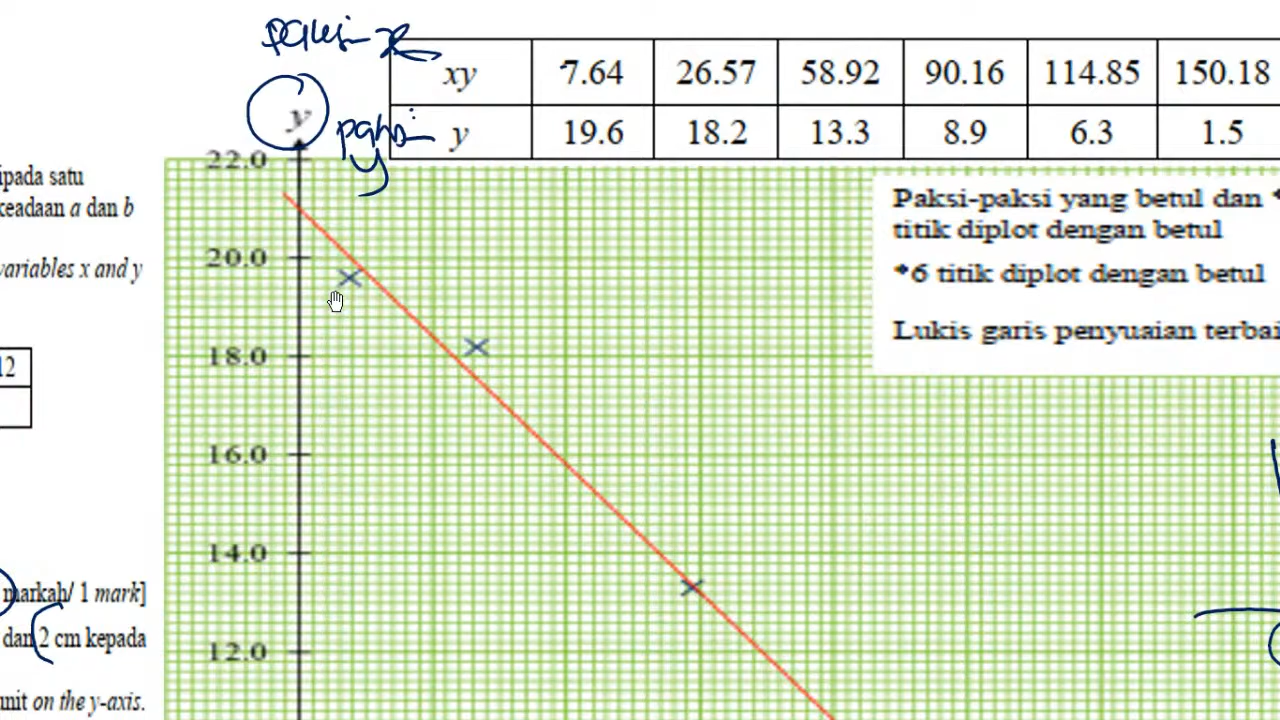 paksi x
xy 7.64 26.57 58.92 90.16 114.85 150.18
y
paksi y
y 19.6 18.2 13.3 8.9 6.3 1.5
22.0
ipada satu
keadaan a dan b
variables x and y
Paksi-paksi yang betul dan *
titik diplot dengan betul
*6 titik diplot dengan betul
Lukis garis penyuaian terbai
20.0
18.0
12
16.0
14.0
markah/ 1 mark]
dan 2 cm kepada
12.0
unit on the y-axis.